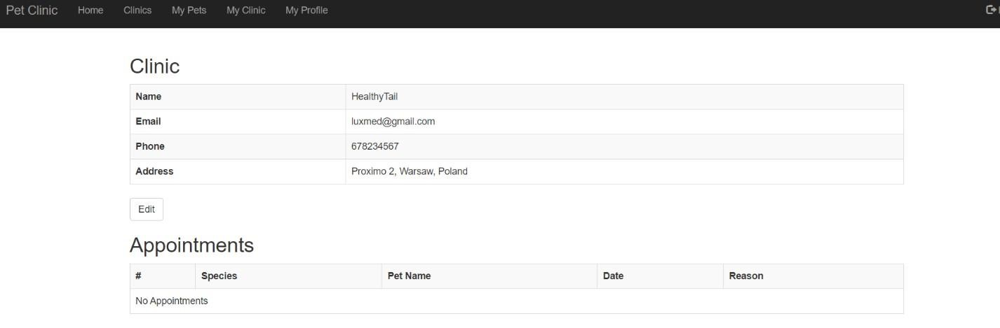 Pet Clinic Home Clinics My Pets My Clinic My Profile
Clinic
Name HealthyTail
Email luxmed@gmail.com
Phone 678234567
Address Proximo 2, Warsaw, Poland
Edit
Appointments
# Species Pet Name Date Reason
No Appointments